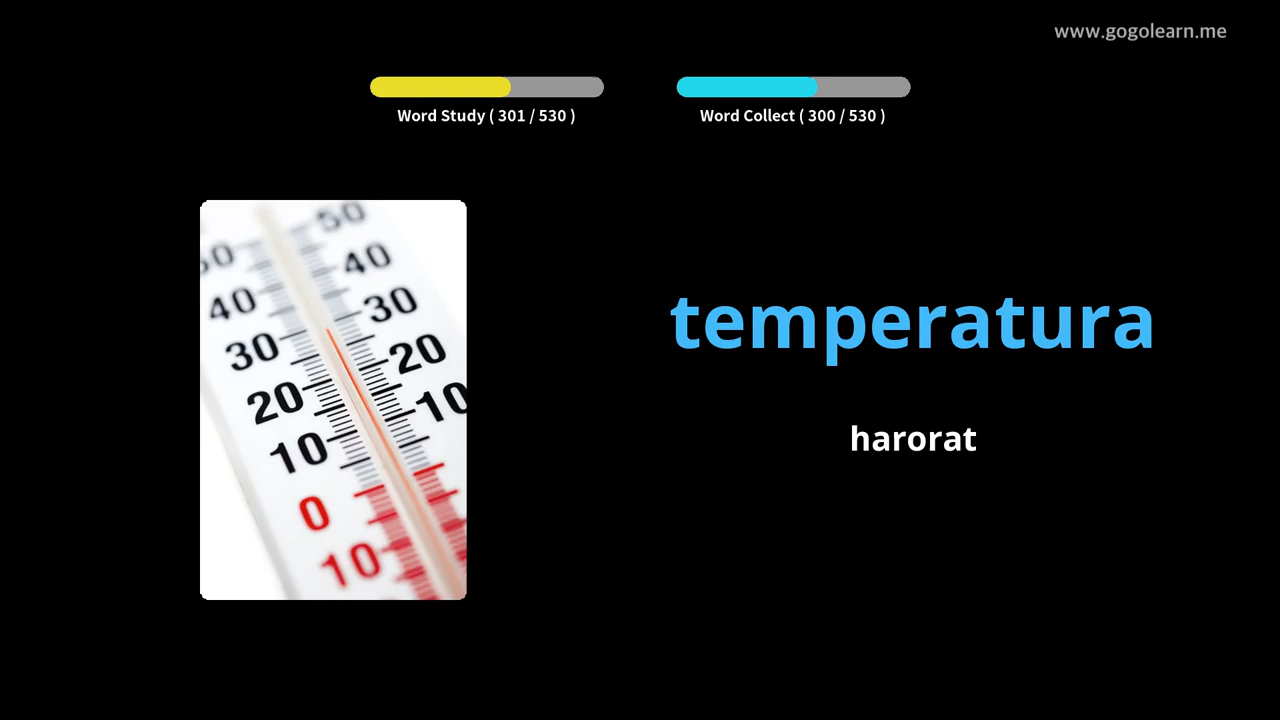 www.gogolearn.me
Word Study ( 301 / 530 )
Word Collect ( 300 / 530 )
50
50
40
40
30
30
20
20
10
10
0
10
temperatura
harorat